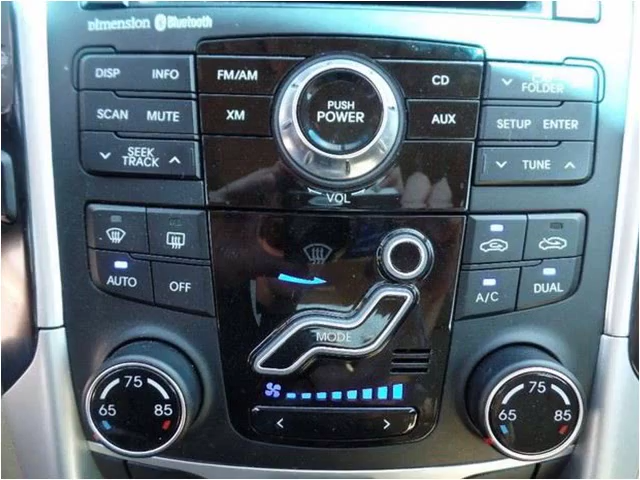 Dimension Bluetooth
DISP INFO
FM/AM
CD
FOLDER
SCAN MUTE
XM
PUSH
POWER
AUX
SETUP ENTER
SEEK
TRACK
TUNE
VOL
AUTO
OFF
A/C
DUAL
MODE
75
65 85
75
65 85